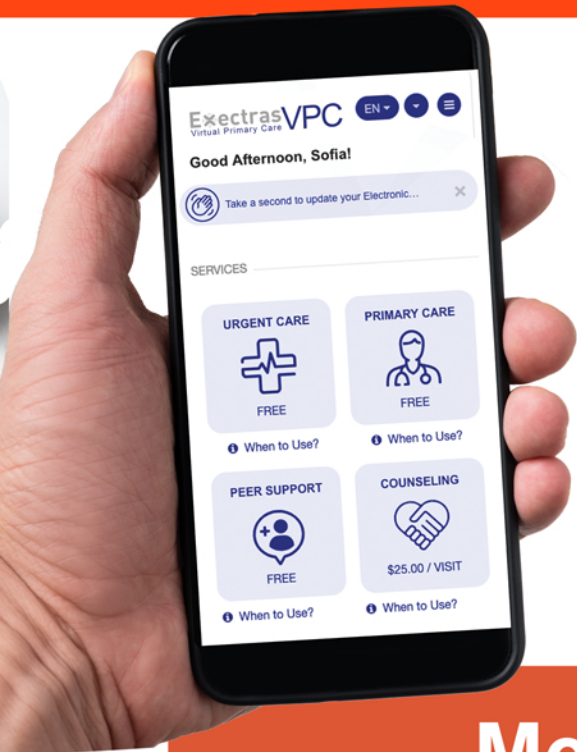 ExectrasVPC
Virtual Primary Care
EN
Good Afternoon, Sofia!
Take a second to update your Electronic...
SERVICES
URGENT CARE
FREE
When to Use?
PRIMARY CARE
FREE
When to Use?
PEER SUPPORT
FREE
When to Use?
COUNSELING
$25.00 / VISIT
When to Use?